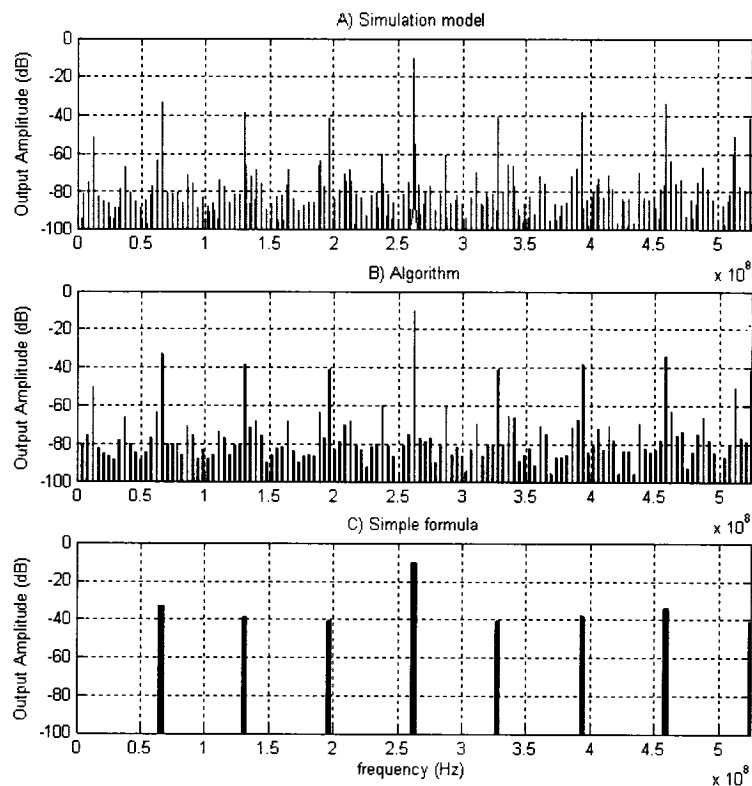 A) Simulation model
Output Amplitude (dB)
0
-20
-40
-60
-80
-100
0 0.5 1 1.5 2 2.5 3 3.5 4 4.5 5
x 10^8
B) Algorithm
Output Amplitude (dB)
0
-20
-40
-60
-80
-100
0 0.5 1 1.5 2 2.5 3 3.5 4 4.5 5
x 10^8
C) Simple formula
Output Amplitude (dB)
0
-20
-40
-60
-80
-100
0 0.5 1 1.5 2 2.5 3 3.5 4 4.5 5
frequency (Hz)
x 10^8